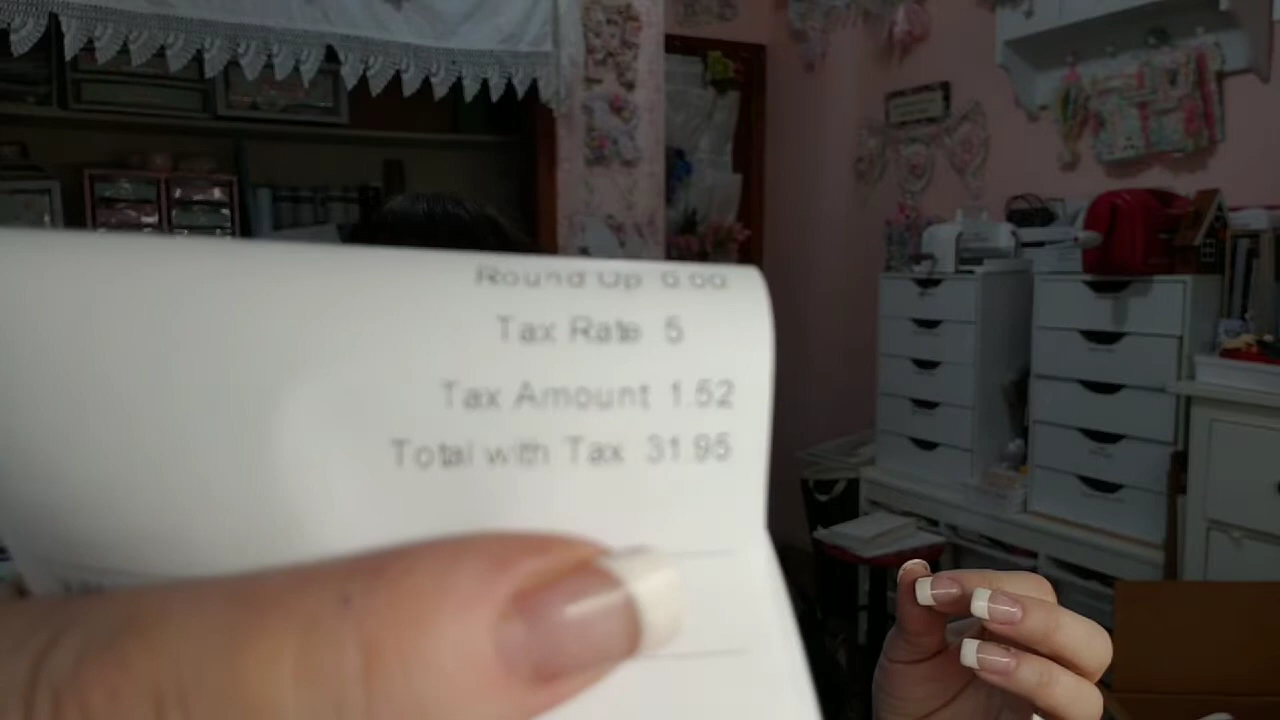 Round Up 0.00
Tax Rate 5
Tax Amount 1.52
Total with Tax 31.95